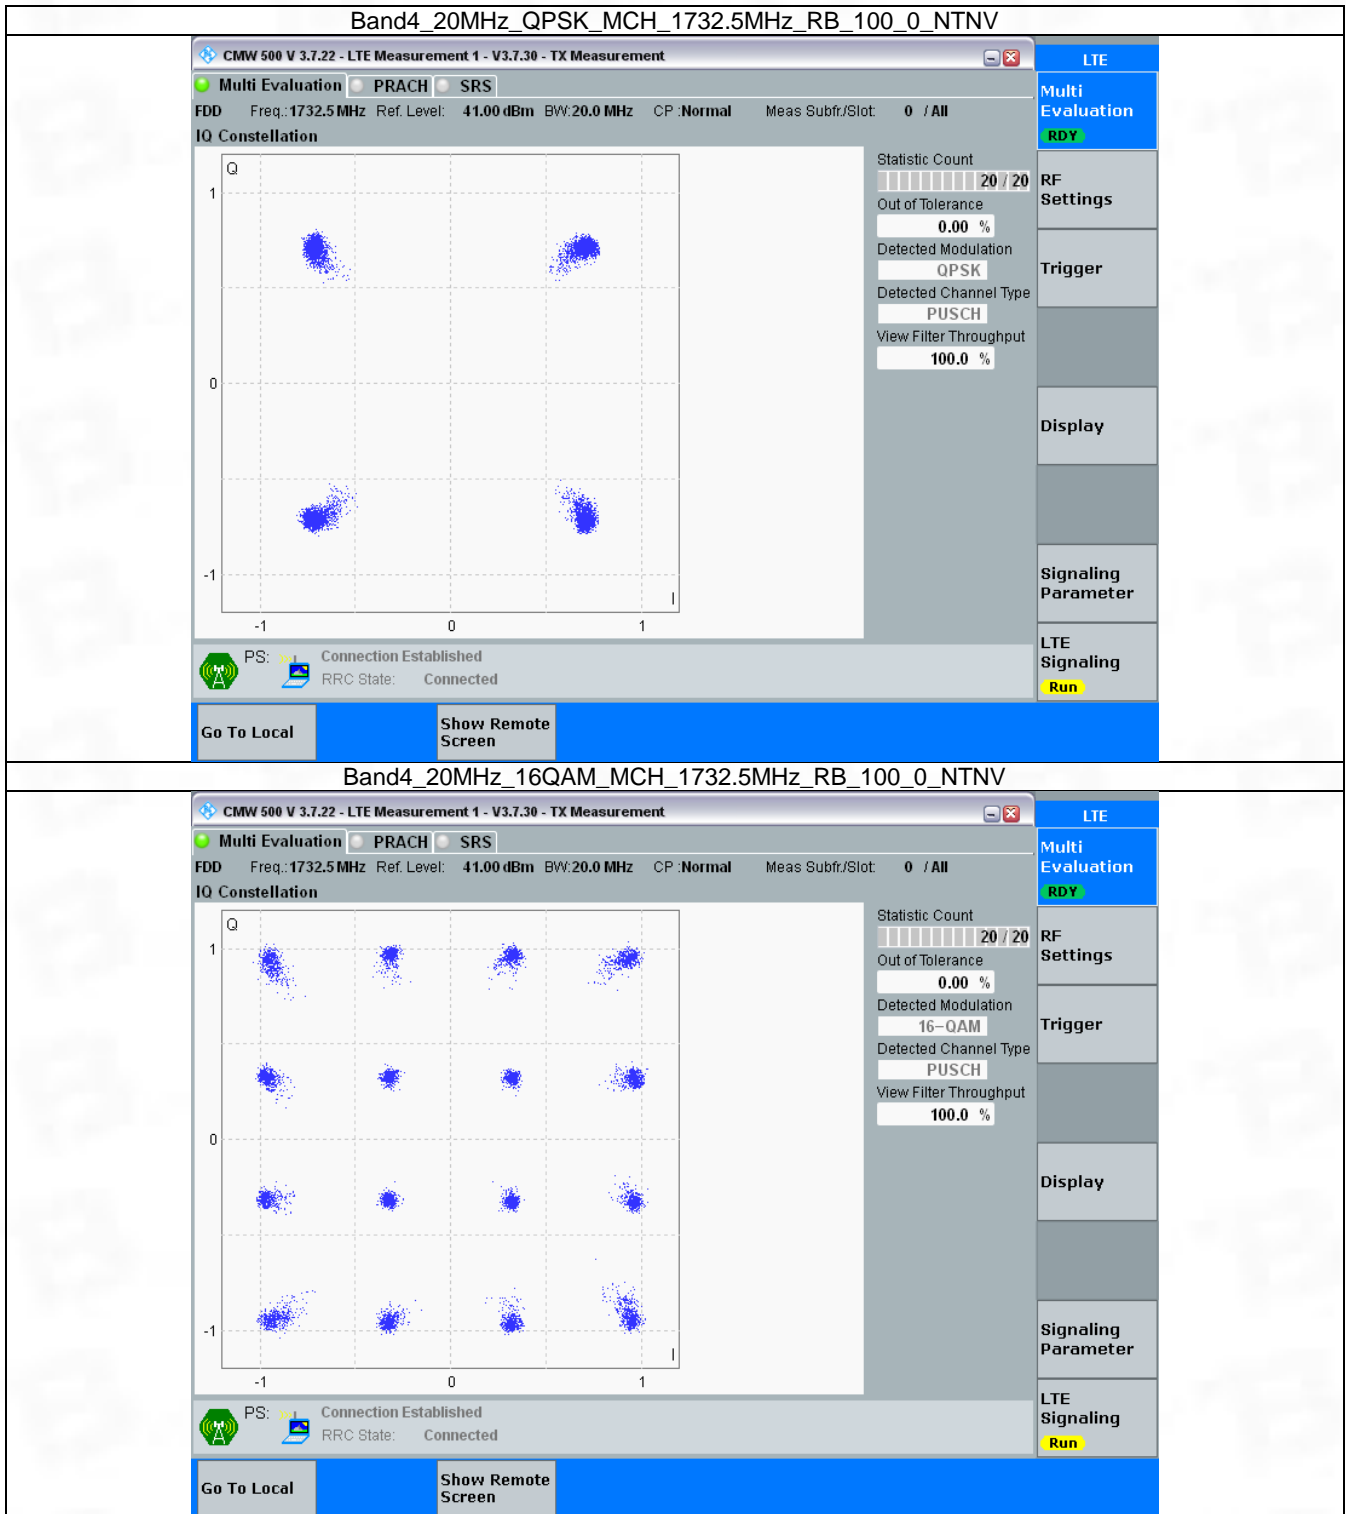 Band4_20MHz_QPSK_MCH_1732.5MHz_RB_100_0_NTNV
CMW 500 V 3.7.22 - LTE Measurement 1 - V3.7.30 - TX Measurement
LTE
Multi Evaluation PRACH SRS
FDD Freq.: 1732.5 MHz Ref. Level: 41.00 dBm BW: 20.0 MHz CP : Normal Meas Subfr./Slot: 0 / All
IQ Constellation
Q
1
0
-1
I
-1 0 1
Statistic Count
20 / 20
Out of Tolerance
0.00 %
Detected Modulation
QPSK
Detected Channel Type
PUSCH
View Filter Throughput
100.0 %
Multi
Evaluation
RDY
RF
Settings
Trigger
Display
Signaling
Parameter
LTE
Signaling
Run
PS: Connection Established
RRC State: Connected
Go To Local
Show Remote
Screen
Band4_20MHz_16QAM_MCH_1732.5MHz_RB_100_0_NTNV
CMW 500 V 3.7.22 - LTE Measurement 1 - V3.7.30 - TX Measurement
LTE
Multi Evaluation PRACH SRS
FDD Freq.: 1732.5 MHz Ref. Level: 41.00 dBm BW: 20.0 MHz CP : Normal Meas Subfr./Slot: 0 / All
IQ Constellation
Q
1
0
-1
I
-1 0 1
Statistic Count
20 / 20
Out of Tolerance
0.00 %
Detected Modulation
16-QAM
Detected Channel Type
PUSCH
View Filter Throughput
100.0 %
Multi
Evaluation
RDY
RF
Settings
Trigger
Display
Signaling
Parameter
LTE
Signaling
Run
PS: Connection Established
RRC State: Connected
Go To Local
Show Remote
Screen